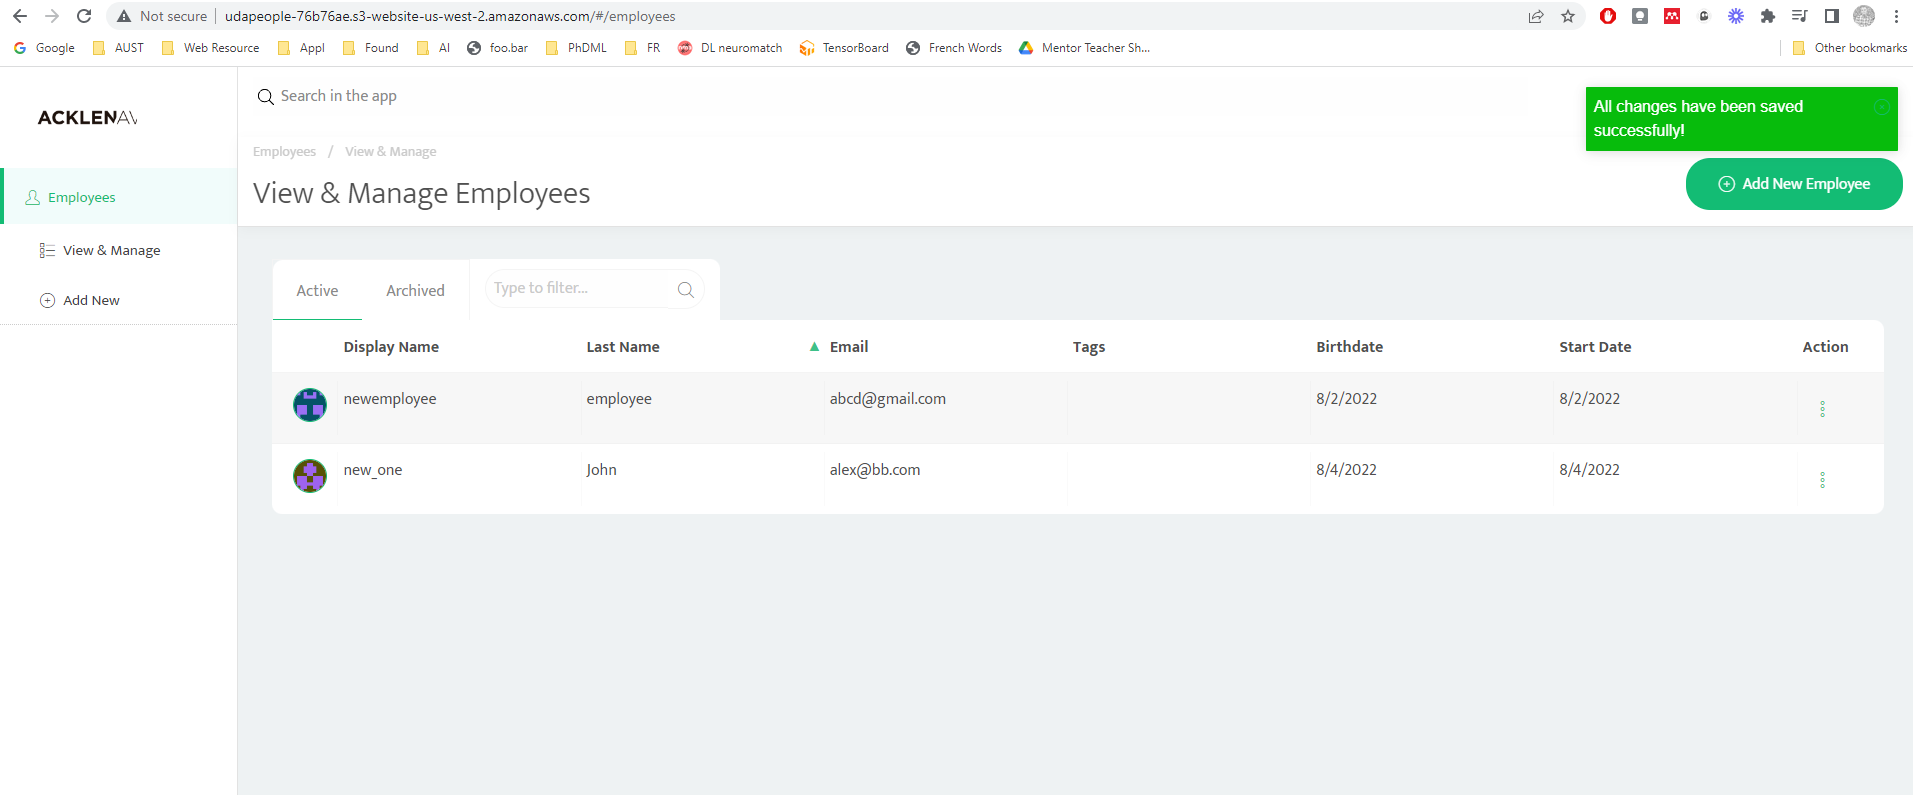 Not secure | udapeople-76b76ae.s3-website-us-west-2.amazonaws.com/#/employees
Google AUST Web Resource Appl Found AI foo.bar PhDML FR DL neuromatch TensorBoard French Words Mentor Teacher Sh... Other bookmarks
ACKLENAV
Search in the app
All changes have been saved
successfully!
Employees / View & Manage
View & Manage Employees
Add New Employee
Employees
View & Manage
Add New
Active Archived Type to filter...
Display Name Last Name ▲ Email Tags Birthdate Start Date Action
newemployee employee abcd@gmail.com 8/2/2022 8/2/2022
new_one John alex@bb.com 8/4/2022 8/4/2022